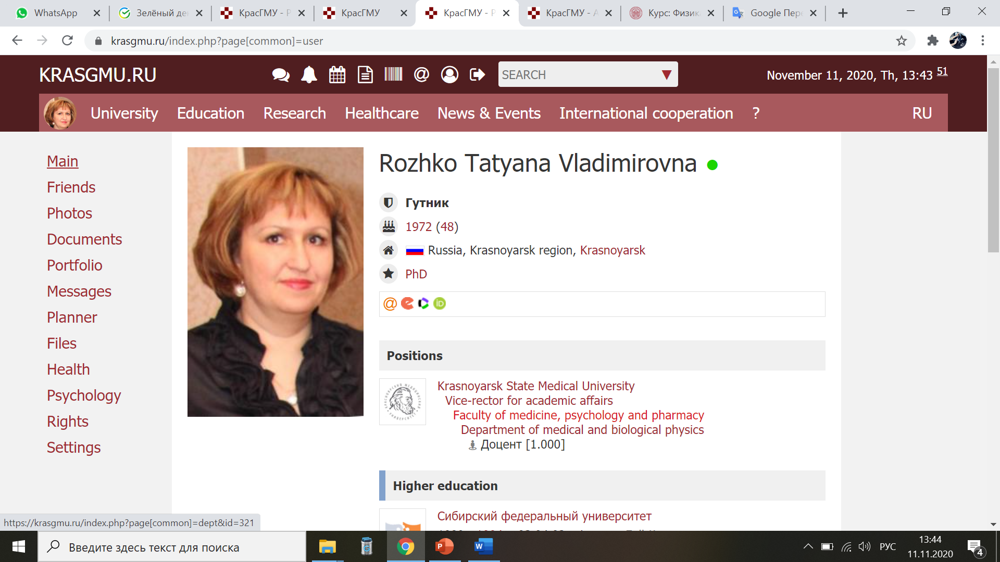 WhatsApp
Зелёный де
КрасГМУ - Р
КрасГМУ
КрасГМУ - Р
КрасГМУ - А
Курс: Физик
Google Пере
krasgmu.ru/index.php?page[common]=user
KRASGMU.RU
SEARCH
November 11, 2020, Th, 13:43 51
University Education Research Healthcare News & Events International cooperation ? RU
Main
Friends
Photos
Documents
Portfolio
Messages
Planner
Files
Health
Psychology
Rights
Settings
Rozhko Tatyana Vladimirovna
Гутник
1972 (48)
Russia, Krasnoyarsk region, Krasnoyarsk
PhD
Positions
Krasnoyarsk State Medical University
Vice-rector for academic affairs
Faculty of medicine, psychology and pharmacy
Department of medical and biological physics
Доцент [1.000]
Higher education
Сибирский федеральный университет
https://krasgmu.ru/index.php?page[common]=dept&id=321
Введите здесь текст для поиска
РУС
13:44
11.11.2020
4